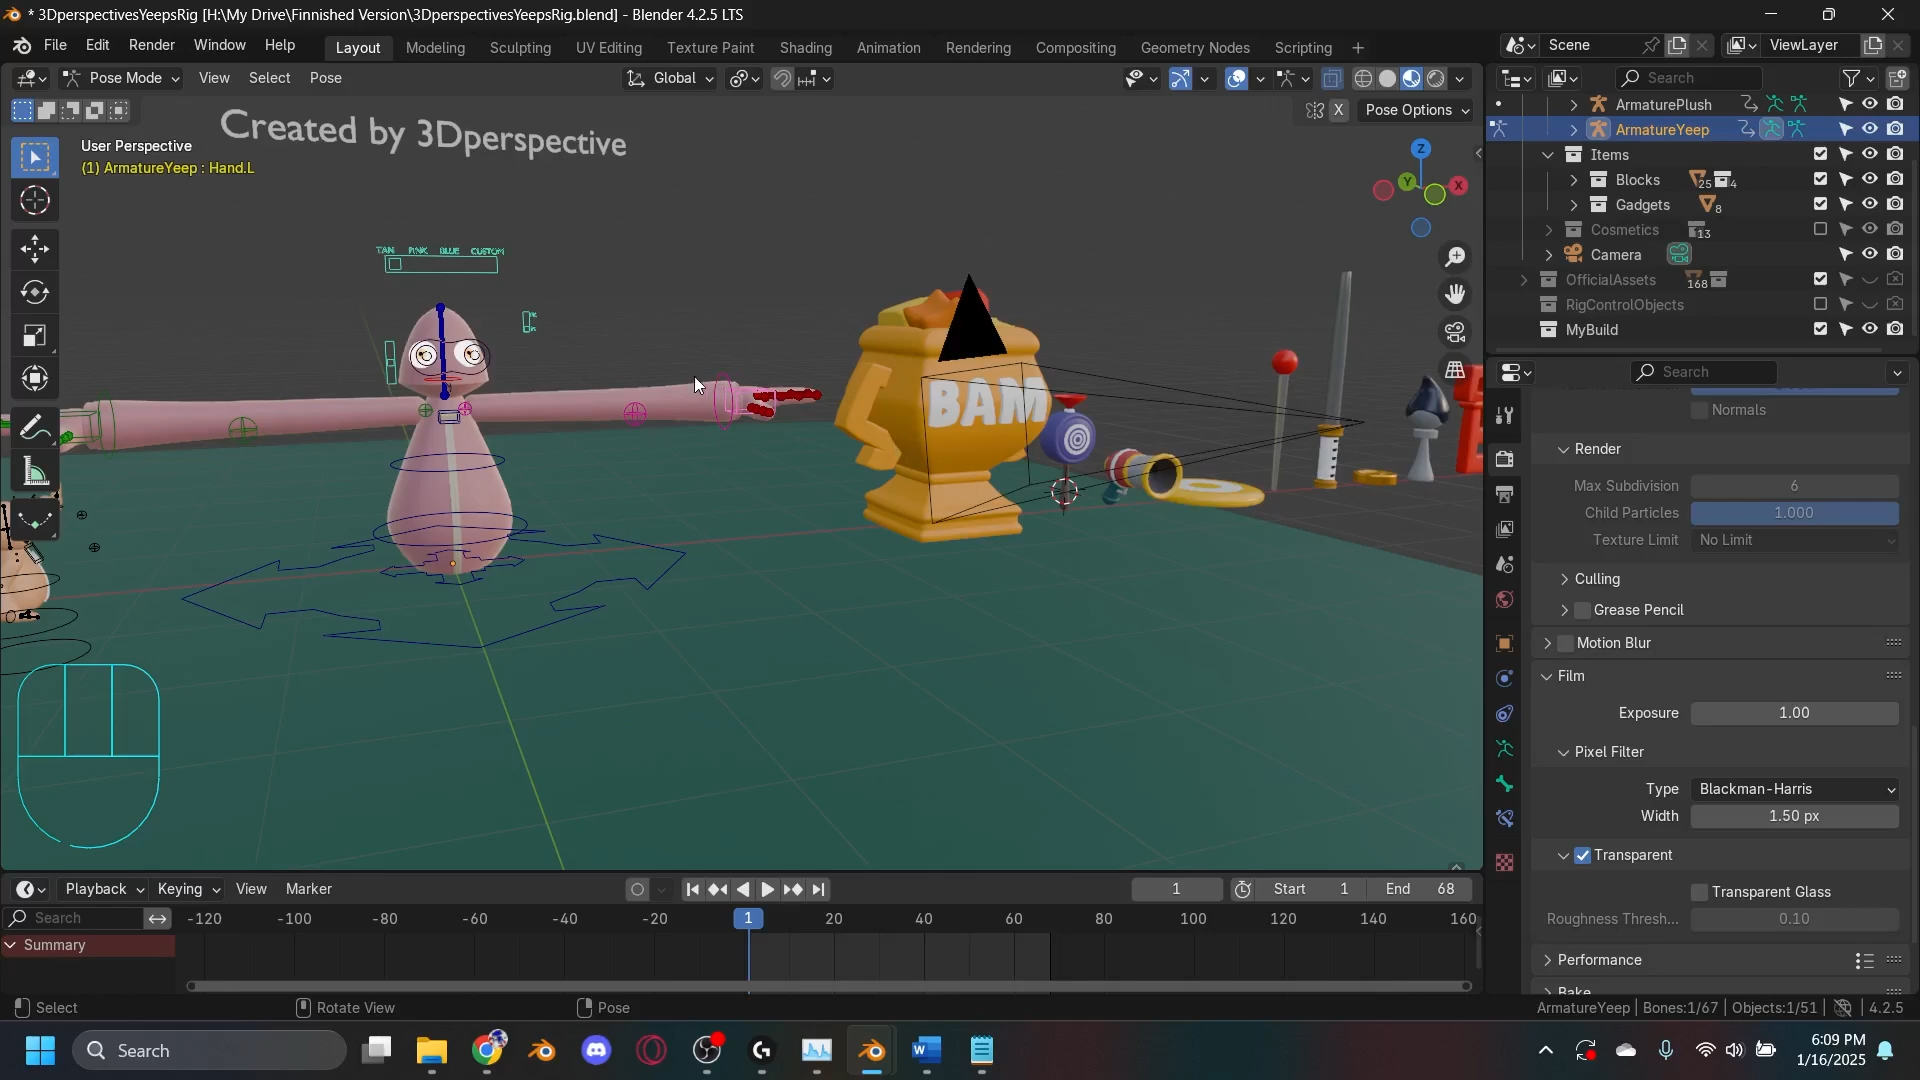 * 3DperspectivesYeepsRig [H:\My Drive\Finnished Version\3DperspectivesYeepsRig.blend] - Blender 4.2.5 LTS
File Edit Render Window Help Layout Modeling Sculpting UV Editing Texture Paint Shading Animation Rendering Compositing Geometry Nodes Scripting + Scene ViewLayer
Pose Mode View Select Pose Global Search
X Pose Options
Created by 3Dperspective
User Perspective
(1) ArmatureYeep : Hand.L
TAN PINK BLUE CUSTOM
BAM
Z
Y X
ArmaturePlush
ArmatureYeep
Items
Blocks 25 4
Gadgets 8
Cosmetics 13
Camera
OfficialAssets 168
RigControlObjects
MyBuild
Search
Normals
Render
Max Subdivision 6
Child Particles 1.000
Texture Limit No Limit
Culling
Grease Pencil
Motion Blur
Film
Exposure 1.00
Pixel Filter
Type Blackman-Harris
Width 1.50 px
Transparent
Transparent Glass
Roughness Thresh... 0.10
Performance
Bake
Playback Keying View Marker 1 Start 1 End 68
Search -120 -100 -80 -60 -40 -20 1 20 40 60 80 100 120 140 160
Summary
Select Rotate View Pose ArmatureYeep | Bones:1/67 | Objects:1/51 | 4.2.5
Search
6:09 PM
1/16/2025